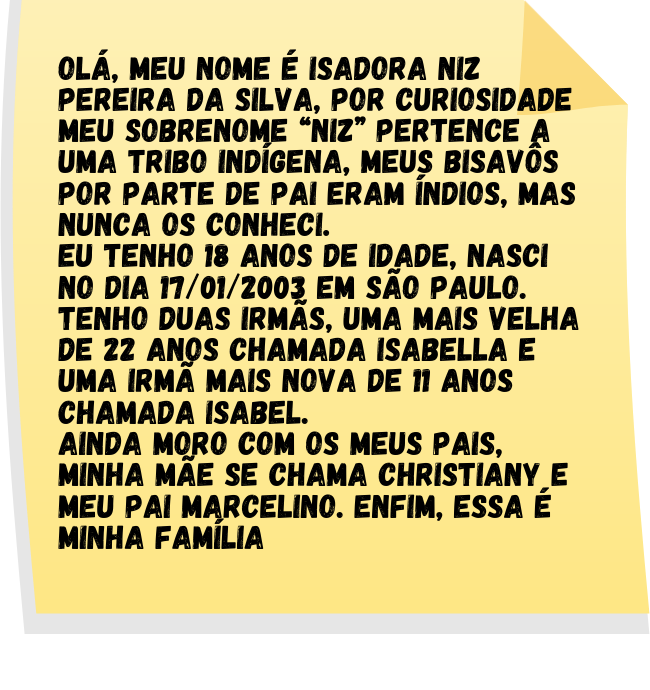 OLÁ, MEU NOME É ISADORA NIZ
PEREIRA DA SILVA, POR CURIOSIDADE
MEU SOBRENOME “NIZ” PERTENCE A
UMA TRIBO INDÍGENA, MEUS BISAVÔS
POR PARTE DE PAI ERAM ÍNDIOS, MAS
NUNCA OS CONHECI.
EU TENHO 18 ANOS DE IDADE, NASCI
NO DIA 17/01/2003 EM SÃO PAULO.
TENHO DUAS IRMÃS, UMA MAIS VELHA
DE 22 ANOS CHAMADA ISABELLA E
UMA IRMÃ MAIS NOVA DE 11 ANOS
CHAMADA ISABEL.
AINDA MORO COM OS MEUS PAIS,
MINHA MÃE SE CHAMA CHRISTIANY E
MEU PAI MARCELINO. ENFIM, ESSA É
MINHA FAMÍLIA